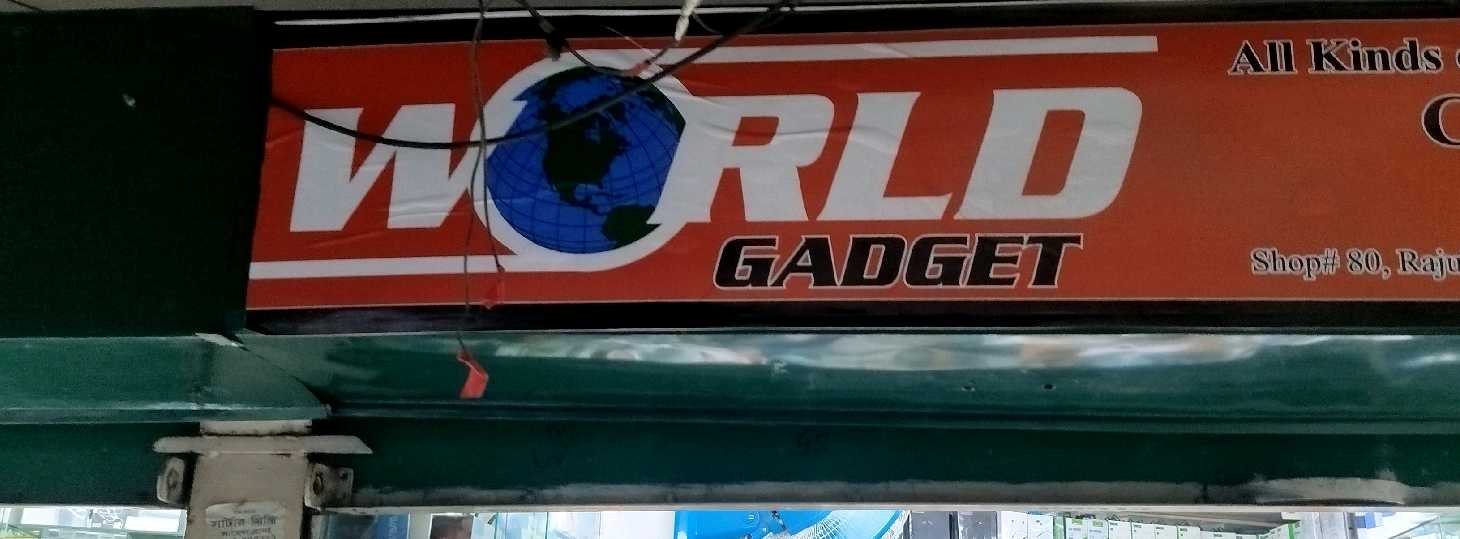 WORLD
GADGET
All Kinds
Shop# 80, Raju